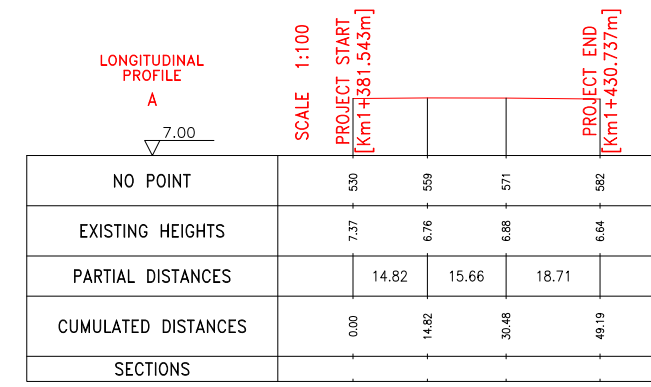 LONGITUDINAL
PROFILE
A
7.00
SCALE 1:100
PROJECT START
[Km1+381.543m]
PROJECT END
[Km1+430.737m]
NO POINT 530 559 571 582
EXISTING HEIGHTS 7.37 6.76 6.88 6.64
PARTIAL DISTANCES 14.82 15.66 18.71
CUMULATED DISTANCES 0.00 14.82 30.48 49.19
SECTIONS